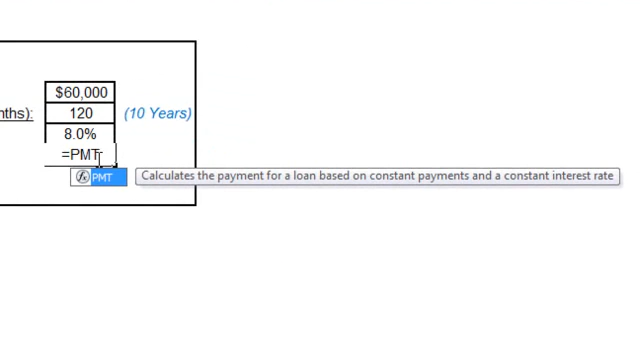 $60,000
nths): 120 (10 Years)
8.0%
=PMT
fx PMT Calculates the payment for a loan based on constant payments and a constant interest rate